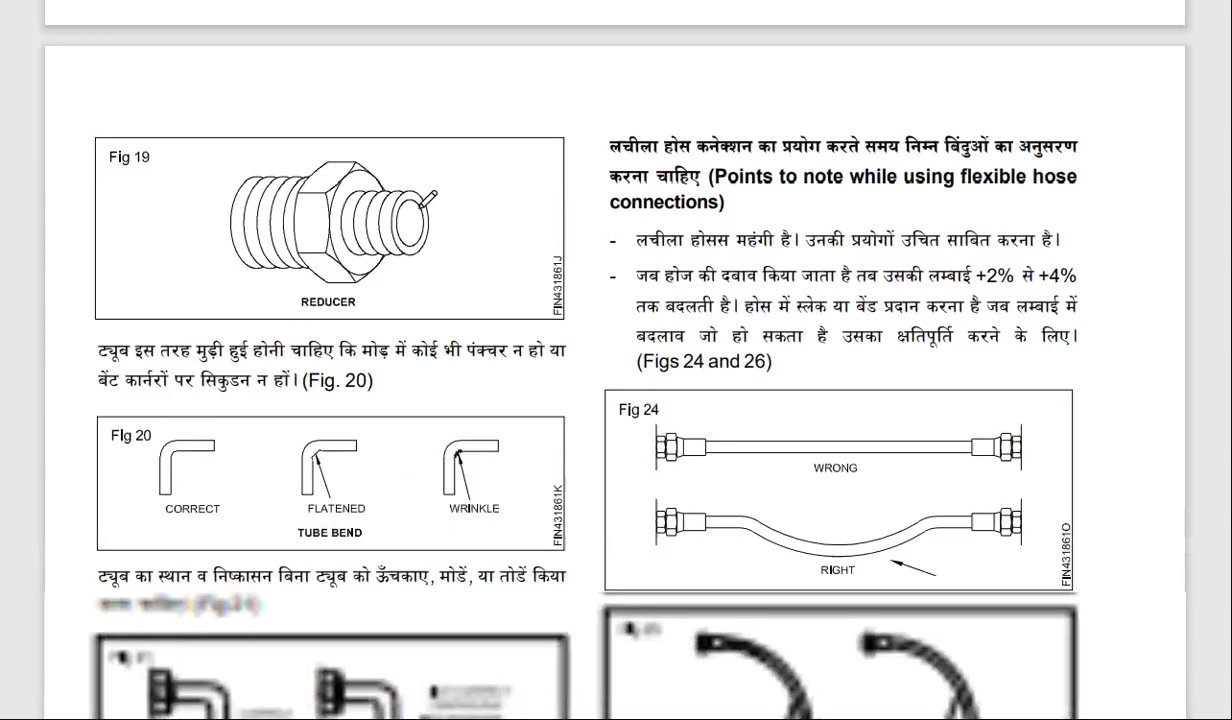 Fig 19
REDUCER
FIN431861J
ट्यूब इस तरह मुढ़ी हुई होनी चाहिए कि मोड़ में कोई भी पंक्चर न हो या
बेंट कार्नरों पर सिकुडन न हों। (Fig. 20)
Fig 20
CORRECT
FLATENED
WRINKLE
TUBE BEND
FIN431861K
ट्यूब का स्थान व निष्कासन बिना ट्यूब को ऊँचकाए, मोडें, या तोडें किया
लचीला होस कनेक्शन का प्रयोग करते समय निम्न बिंदुओं का अनुसरण
करना चाहिए (Points to note while using flexible hose
connections)
- लचीला होसस महंगी है। उनकी प्रयोगों उचित साबित करना है।
- जब होज की दबाव किया जाता है तब उसकी लम्बाई +2% से +4%
तक बदलती है। होस में स्लेक या बेंड प्रदान करना है जब लम्बाई में
बदलाव जो हो सकता है उसका क्षतिपूर्ति करने के लिए।
(Figs 24 and 26)
Fig 24
WRONG
RIGHT
FIN431861O